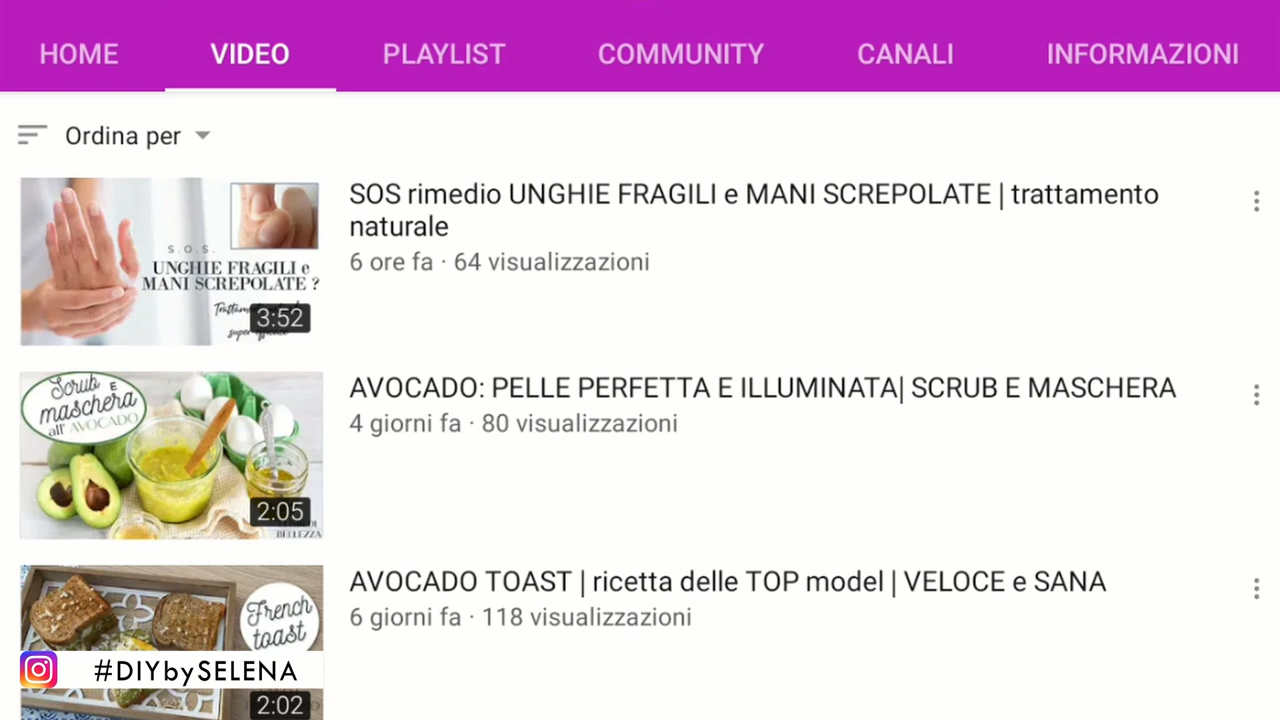 HOME VIDEO PLAYLIST COMMUNITY CANALI INFORMAZIONI
Ordina per
S.O.S.
UNGHIE FRAGILI e
MANI SCREPOLATE ?
super efficace
3:52
SOS rimedio UNGHIE FRAGILI e MANI SCREPOLATE | trattamento
naturale
6 ore fa · 64 visualizzazioni
Scrub E
maschera
all' AVOCADO
2:05
BELLEZZA
AVOCADO: PELLE PERFETTA E ILLUMINATA| SCRUB E MASCHERA
4 giorni fa · 80 visualizzazioni
French
toast
2:02
AVOCADO TOAST | ricetta delle TOP model | VELOCE e SANA
6 giorni fa · 118 visualizzazioni
#DIYbySELENA